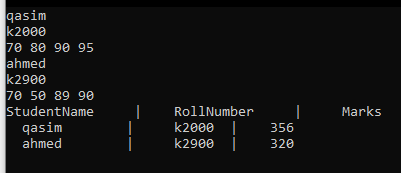 qasim
k2000
70 80 90 95
ahmed
k2900
70 50 89 90
StudentName | RollNumber | Marks
qasim | k2000 | 356
ahmed | k2900 | 320